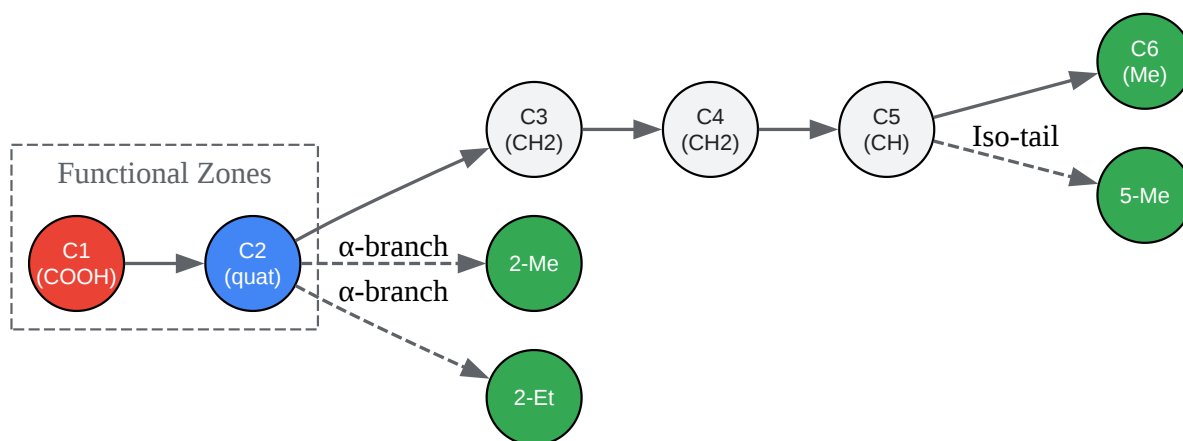 C6
(Me)
C3
(CH2)
C4
(CH2)
C5
(CH)
Iso-tail
5-Me
Functional Zones
C1
(COOH)
C2
(quat)
α-branch
2-Me
α-branch
2-Et